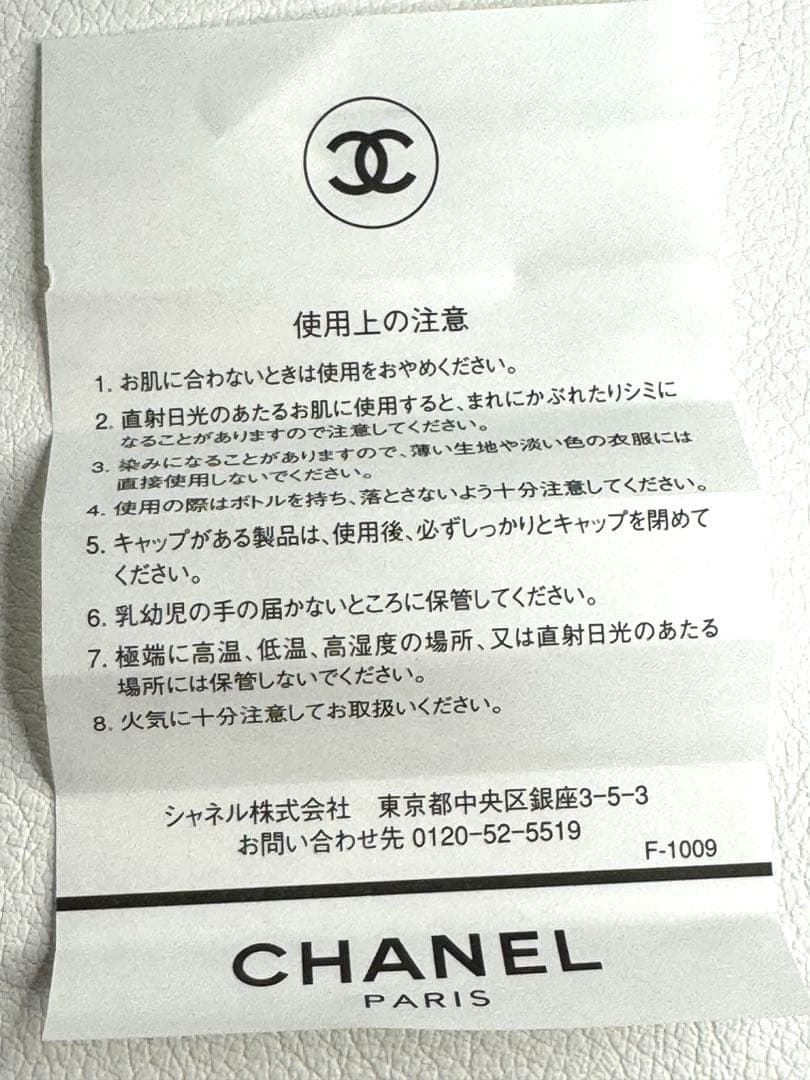 使用上の注意
1. お肌に合わないときは使用をおやめください。
2. 直射日光のあたるお肌に使用すると、まれにかぶれたりシミに
なることがありますので注意してください。
3. 染みになることがありますので、薄い生地や淡い色の衣服には
直接使用しないでください。
4. 使用の際はボトルを持ち、落とさないよう十分注意してください。
5. キャップがある製品は、使用後、必ずしっかりとキャップを閉めて
ください。
6. 乳幼児の手の届かないところに保管してください。
7. 極端に高温、低温、高湿度の場所、又は直射日光のあたる
場所には保管しないでください。
8. 火気に十分注意してお取扱いください。
シャネル株式会社 東京都中央区銀座3-5-3
お問い合わせ先 0120-52-5519
F-1009
CHANEL
PARIS